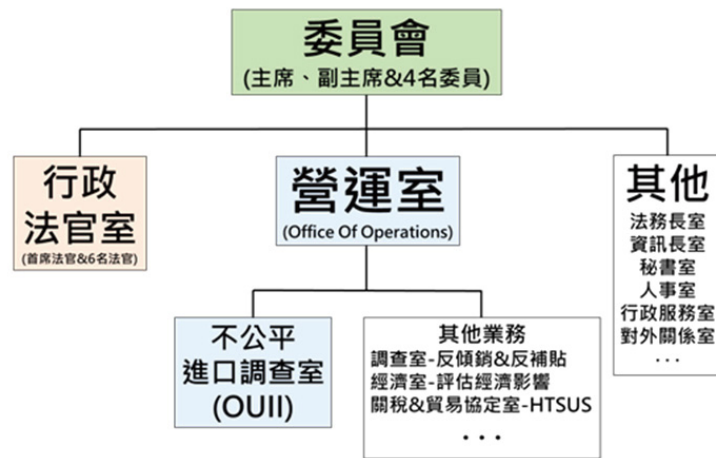 委員會
(主席、副主席&4名委員)
行政
法官室
(首席法官&6名法官)
營運室
(Office Of Operations)
其他
法務長室
資訊長室
秘書室
人事室
行政服務室
對外關係室
...
不公平
進口調查室
(OUII)
其他業務
調查室-反傾銷&反補貼
經濟室-評估經濟影響
關稅&貿易協定室-HTSUS
...